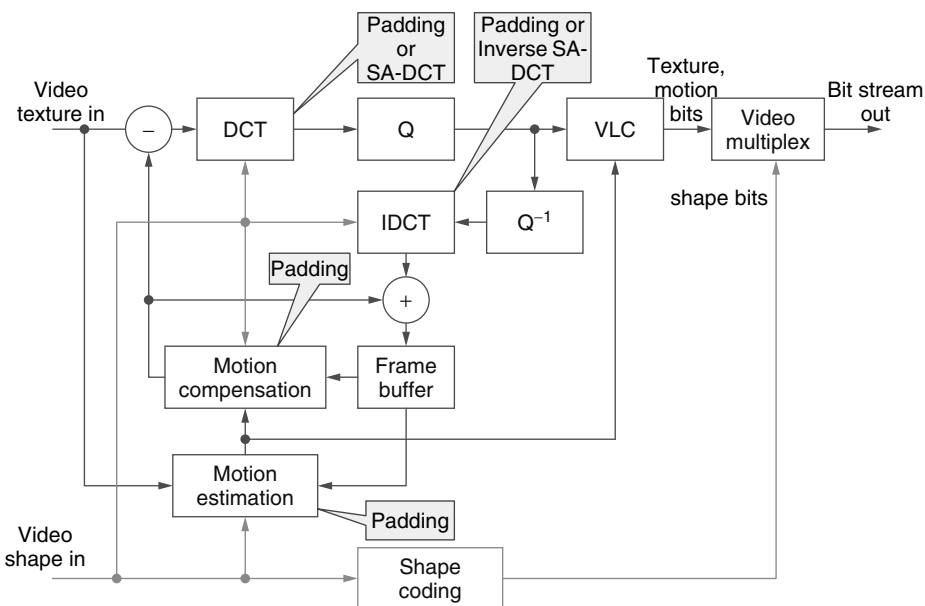 Padding
or
SA-DCT
Padding or
Inverse SA-
DCT
Video
texture in
Texture,
motion
bits
Bit stream
out
−
DCT
Q
VLC
Video
multiplex
shape bits
IDCT
Q−1
Padding
+
Motion
compensation
Frame
buffer
Motion
estimation
Padding
Video
shape in
Shape
coding